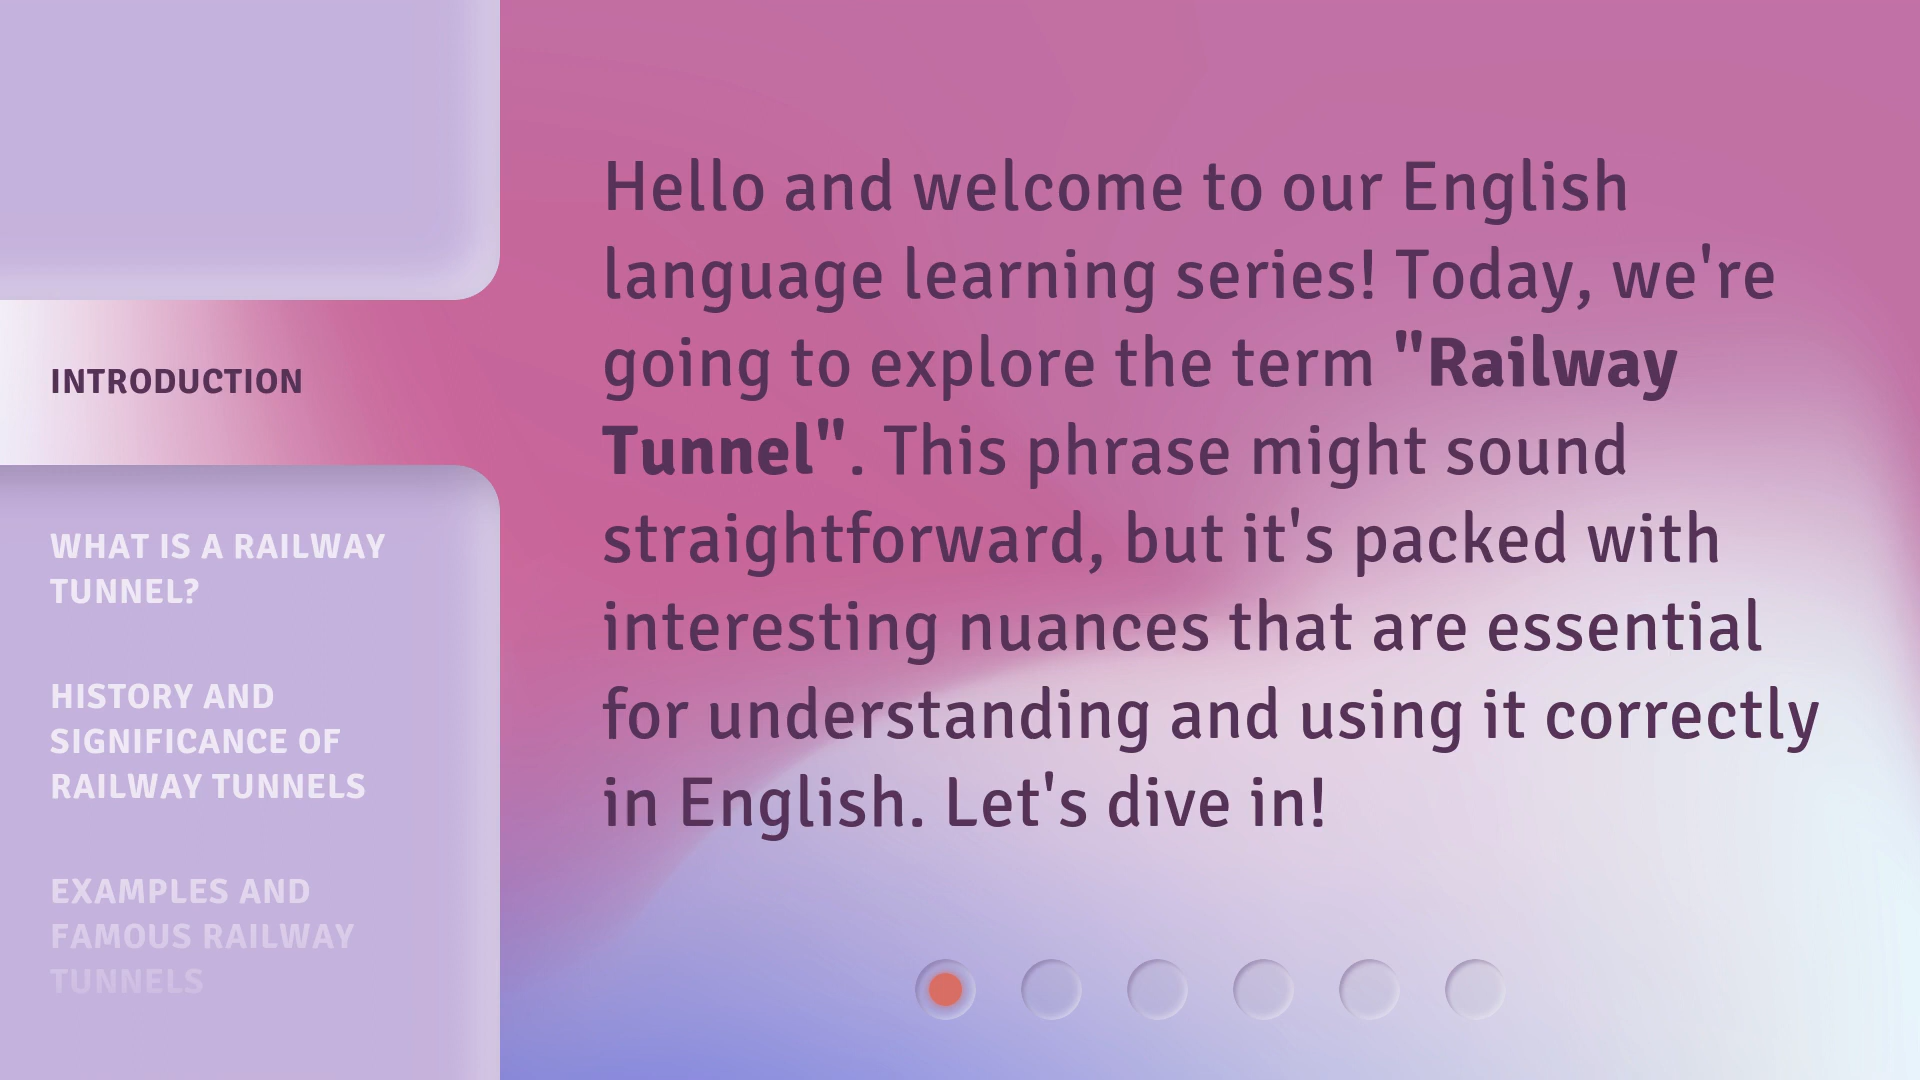 INTRODUCTION
WHAT IS A RAILWAY
TUNNEL?
HISTORY AND
SIGNIFICANCE OF
RAILWAY TUNNELS
EXAMPLES AND
FAMOUS RAILWAY
TUNNELS
Hello and welcome to our English
language learning series! Today, we're
going to explore the term "Railway
Tunnel". This phrase might sound
straightforward, but it's packed with
interesting nuances that are essential
for understanding and using it correctly
in English. Let's dive in!